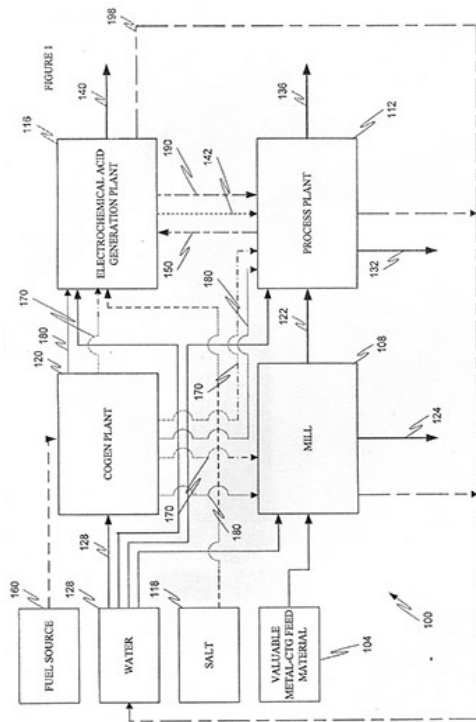 FIGURE 1
160
FUEL SOURCE
128
WATER
118
SALT
VALUABLE
METAL-CTG FEED
MATERIAL
104
100
128
120
COGEN PLANT
180
170
170
180
170
180
116
ELECTROCHEMICAL ACID
GENERATION PLANT
140
198
190
142
150
136
112
PROCESS PLANT
132
122
108
MILL
124